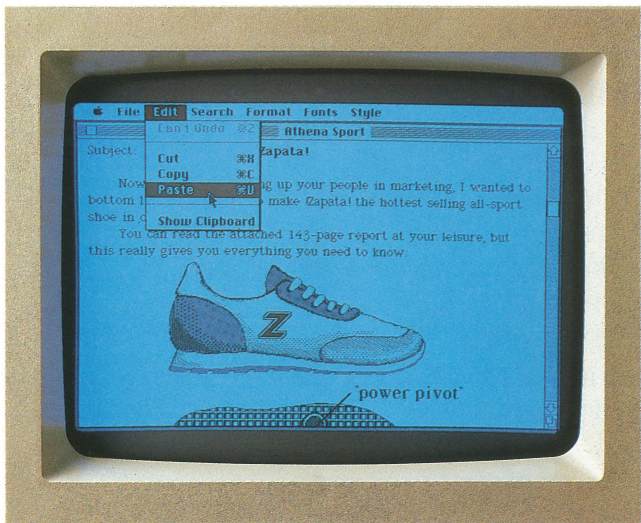 File Edit Search Format Fonts Style
Athena Sport
Can't Undo ⌘Z
Cut ⌘X
Copy ⌘C
Paste ⌘V
Show Clipboard
Subject: Zapata!
Now g up your people in marketing, I wanted to
bottom l make Zapata! the hottest selling all-sport
shoe in
You can read the attached 143-page report at your leisure, but
this really gives you everything you need to know
Z
"power pivot"